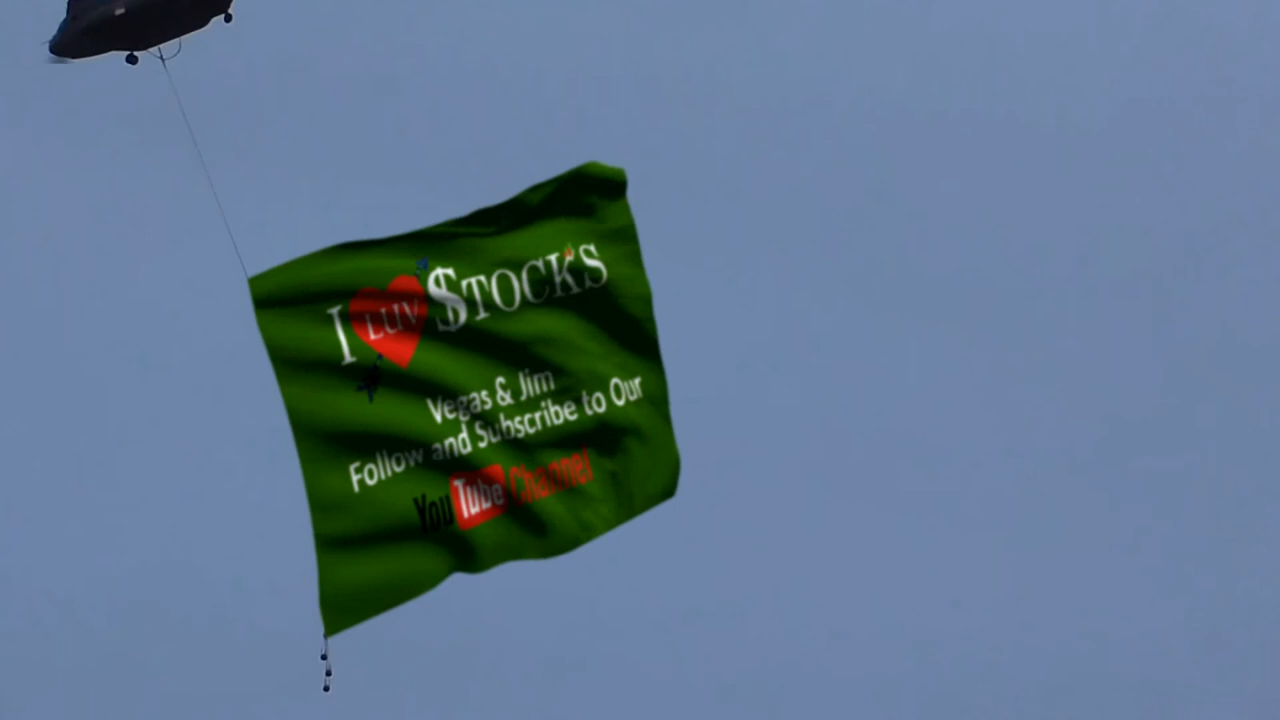 I LUV $TOCKS
Vegas & Jim
Follow and Subscribe to Our
YouTube Channel